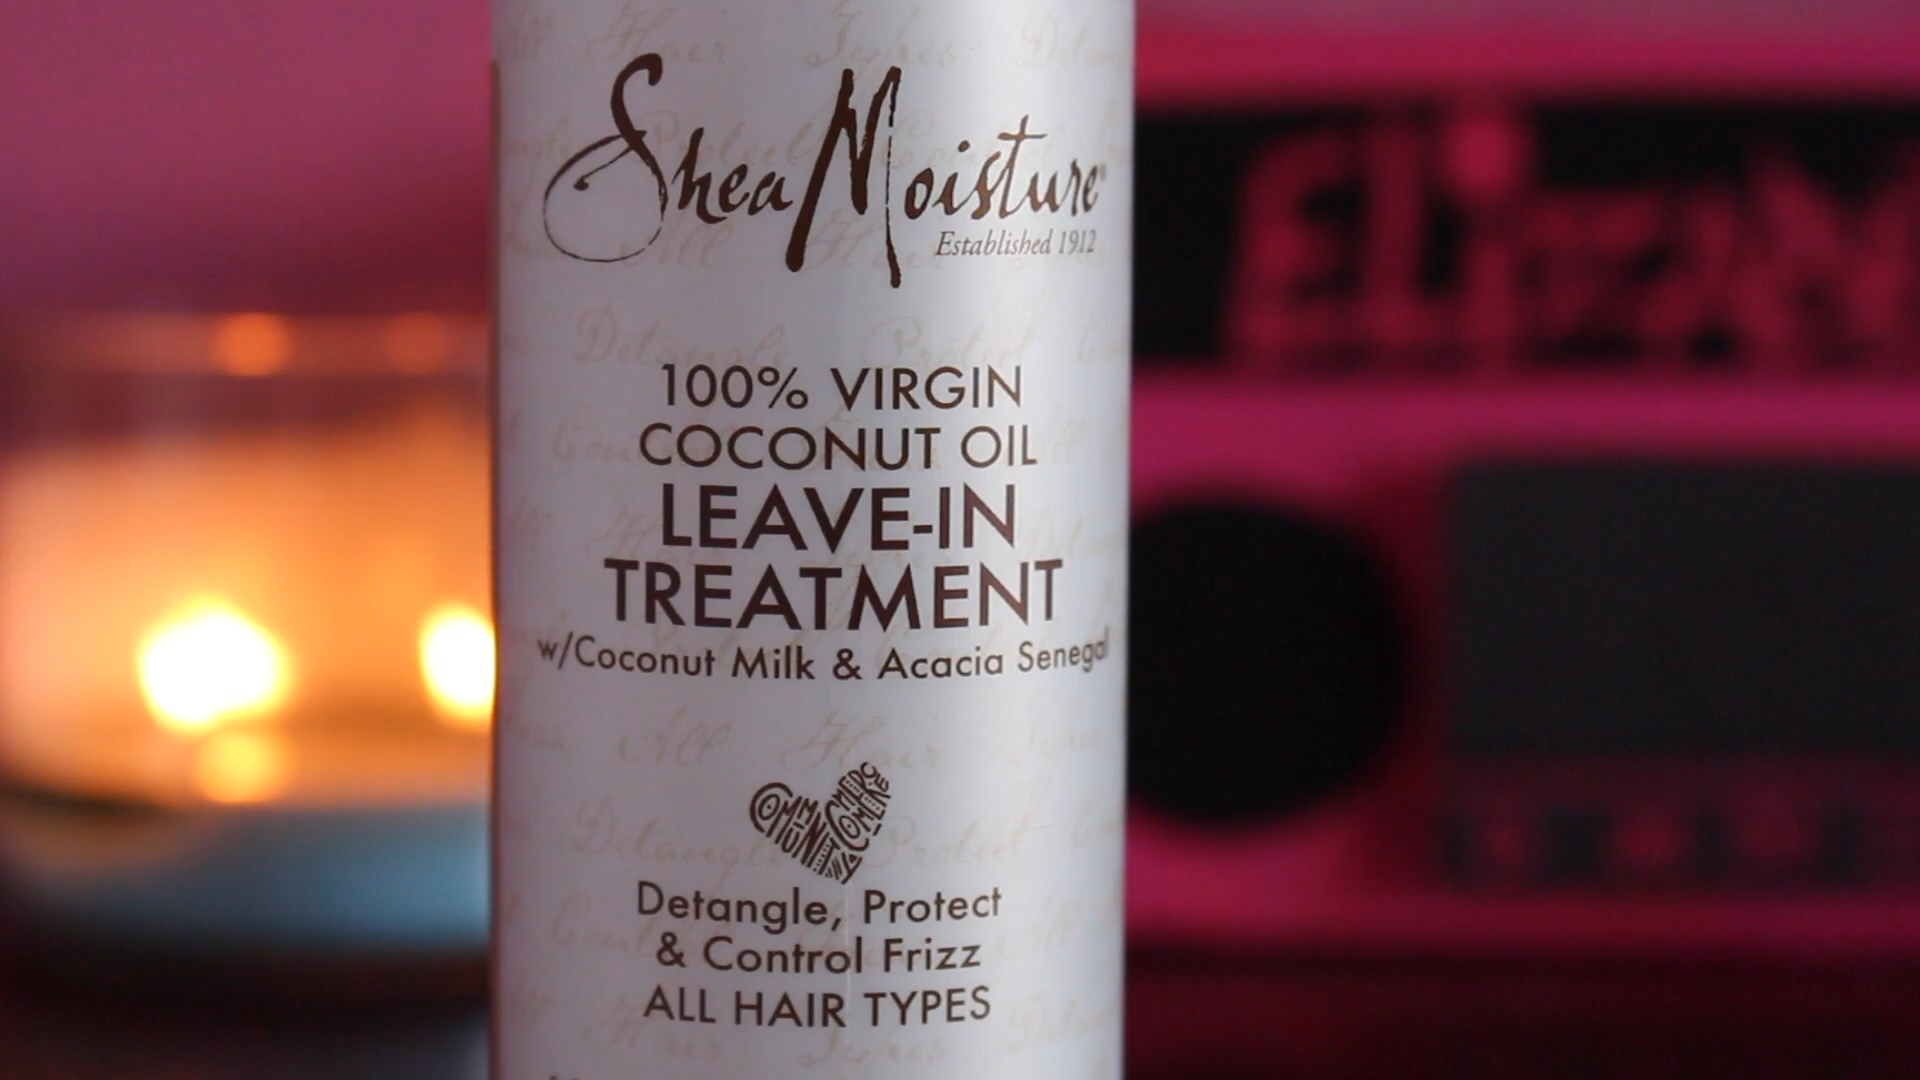 SheaMoisture
Established 1912
100% VIRGIN
COCONUT OIL
LEAVE-IN
TREATMENT
w/Coconut Milk & Acacia Senegal
COMMUNITY COMMERCE
Detangle, Protect
& Control Frizz
ALL HAIR TYPES